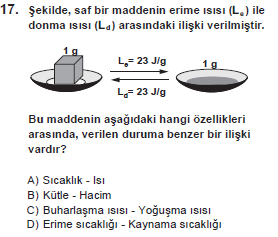 17. Şekilde, saf bir maddenin erime ısısı (Le) ile
donma ısısı (Ld) arasındaki ilişki verilmiştir.
1 g
Le= 23 J/g
1 g
Ld= 23 J/g
Bu maddenin aşağıdaki hangi özellikleri
arasında, verilen duruma benzer bir ilişki
vardır?
A) Sıcaklık - Isı
B) Kütle - Hacim
C) Buharlaşma ısısı - Yoğuşma ısısı
D) Erime sıcaklığı - Kaynama sıcaklığı